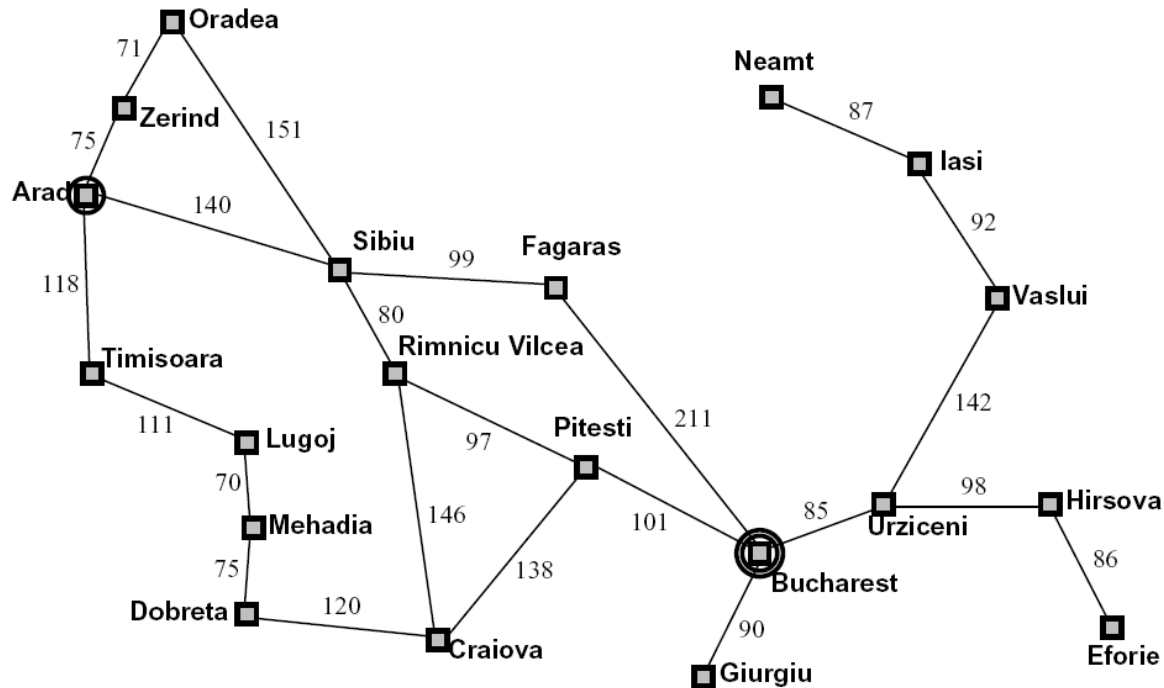 Oradea
71
Neamt
87
Zerind
75
151
Iasi
Arad
140
92
Sibiu
Fagaras
99
118
Vaslui
80
Timisoara
Rimnicu Vilcea
142
111
211
Lugoj
Pitesti
97
70
98
Hirsova
Mehadia
146
101
85
Urziceni
75
138
Bucharest
86
Dobreta
120
90
Craiova
Giurgiu
Eforie